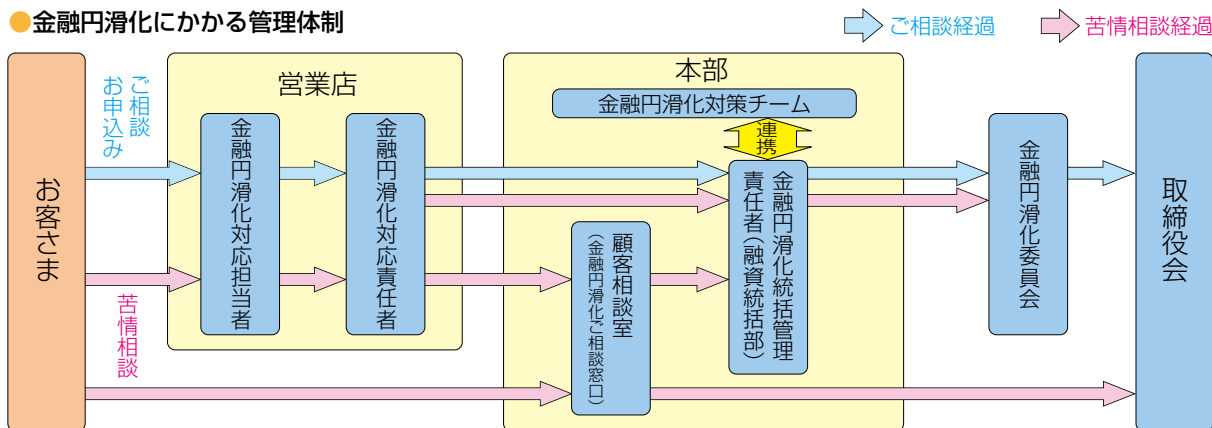 ●金融円滑化にかかる管理体制
ご相談経過
苦情相談経過
お客さま
ご相談
お申込み
苦情相談
営業店
金融円滑化対応担当者
金融円滑化対応責任者
本部
金融円滑化対策チーム
連携
金融円滑化統括管理
責任者(融資統括部)
顧客相談室
(金融円滑化ご相談窓口)
金融円滑化委員会
取締役会